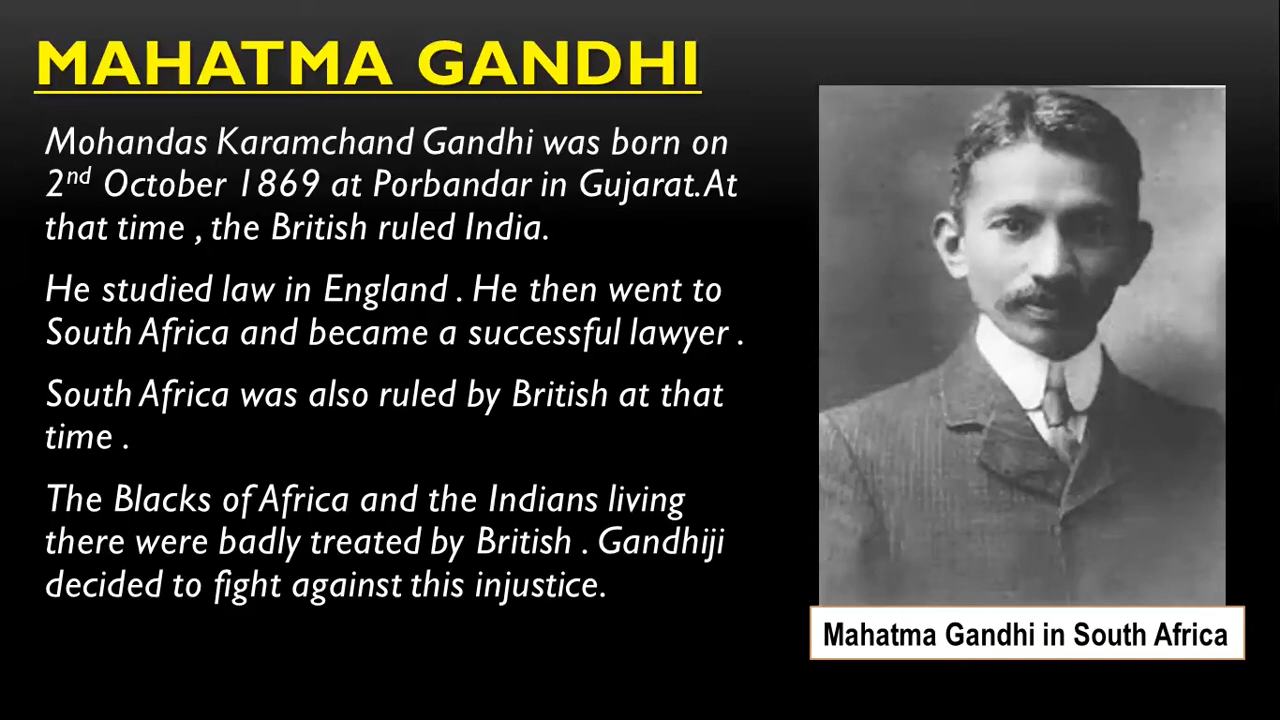 MAHATMA GANDHI
Mohandas Karamchand Gandhi was born on
2nd October 1869 at Porbandar in Gujarat. At
that time , the British ruled India.
He studied law in England . He then went to
South Africa and became a successful lawyer .
South Africa was also ruled by British at that
time .
The Blacks of Africa and the Indians living
there were badly treated by British . Gandhiji
decided to fight against this injustice.
Mahatma Gandhi in South Africa